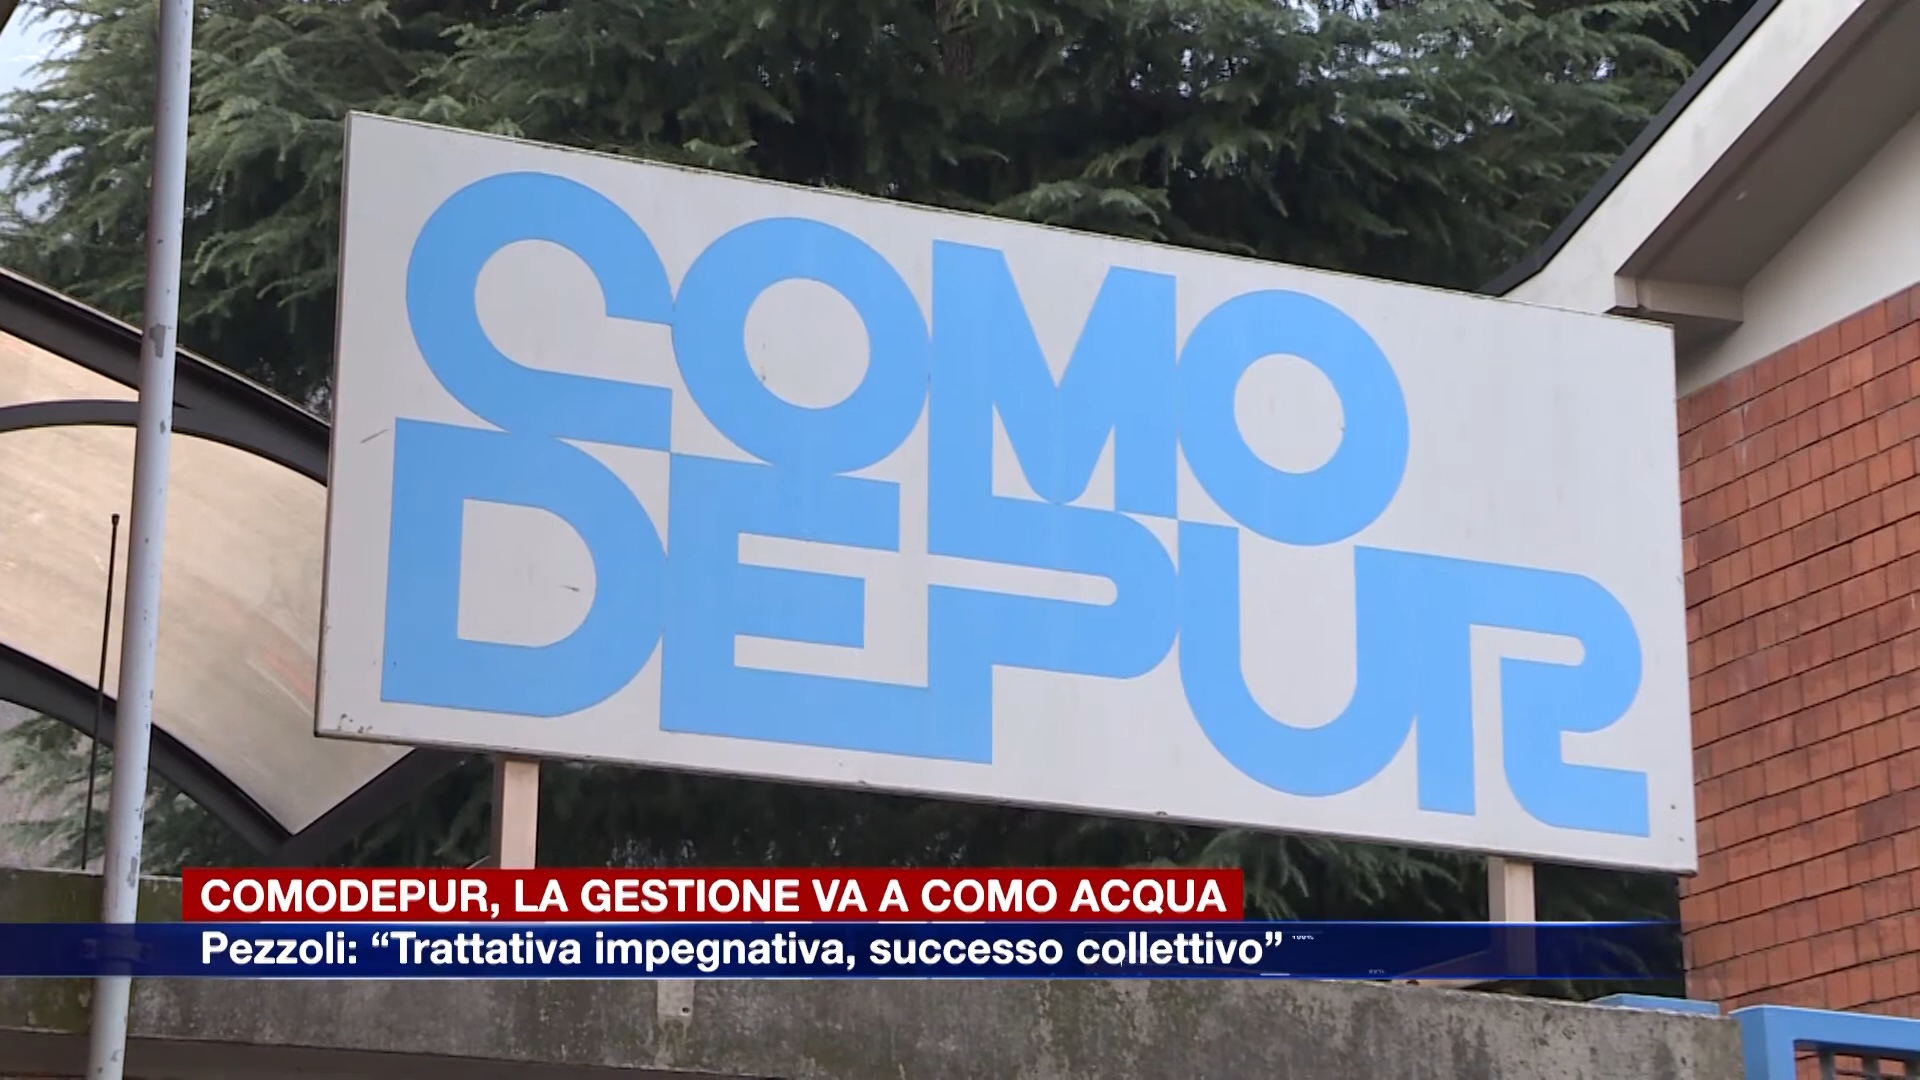 COMO
DEPUR
COMODEPUR, LA GESTIONE VA A COMO ACQUA
Pezzoli: “Trattativa impegnativa, successo collettivo”